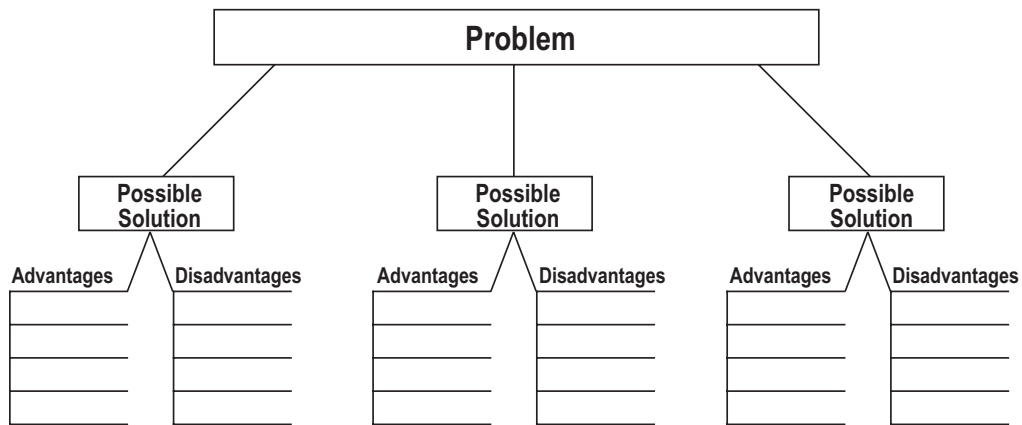 Problem
Possible
Solution
Possible
Solution
Possible
Solution
Advantages
Disadvantages
Advantages
Disadvantages
Advantages
Disadvantages